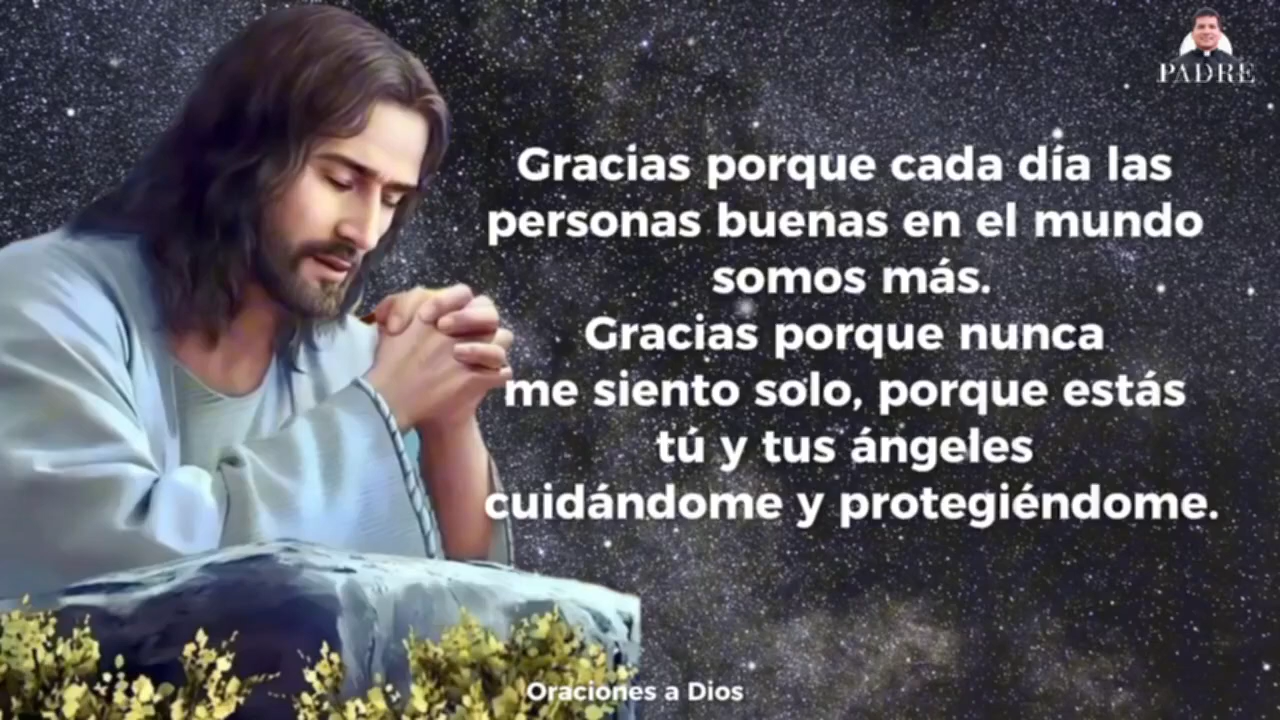 PADRE
Gracias porque cada día las
personas buenas en el mundo
somos más.
Gracias porque nunca
me siento solo, porque estás
tú y tus ángeles
cuidándome y protegiéndome.
Oraciones a Dios